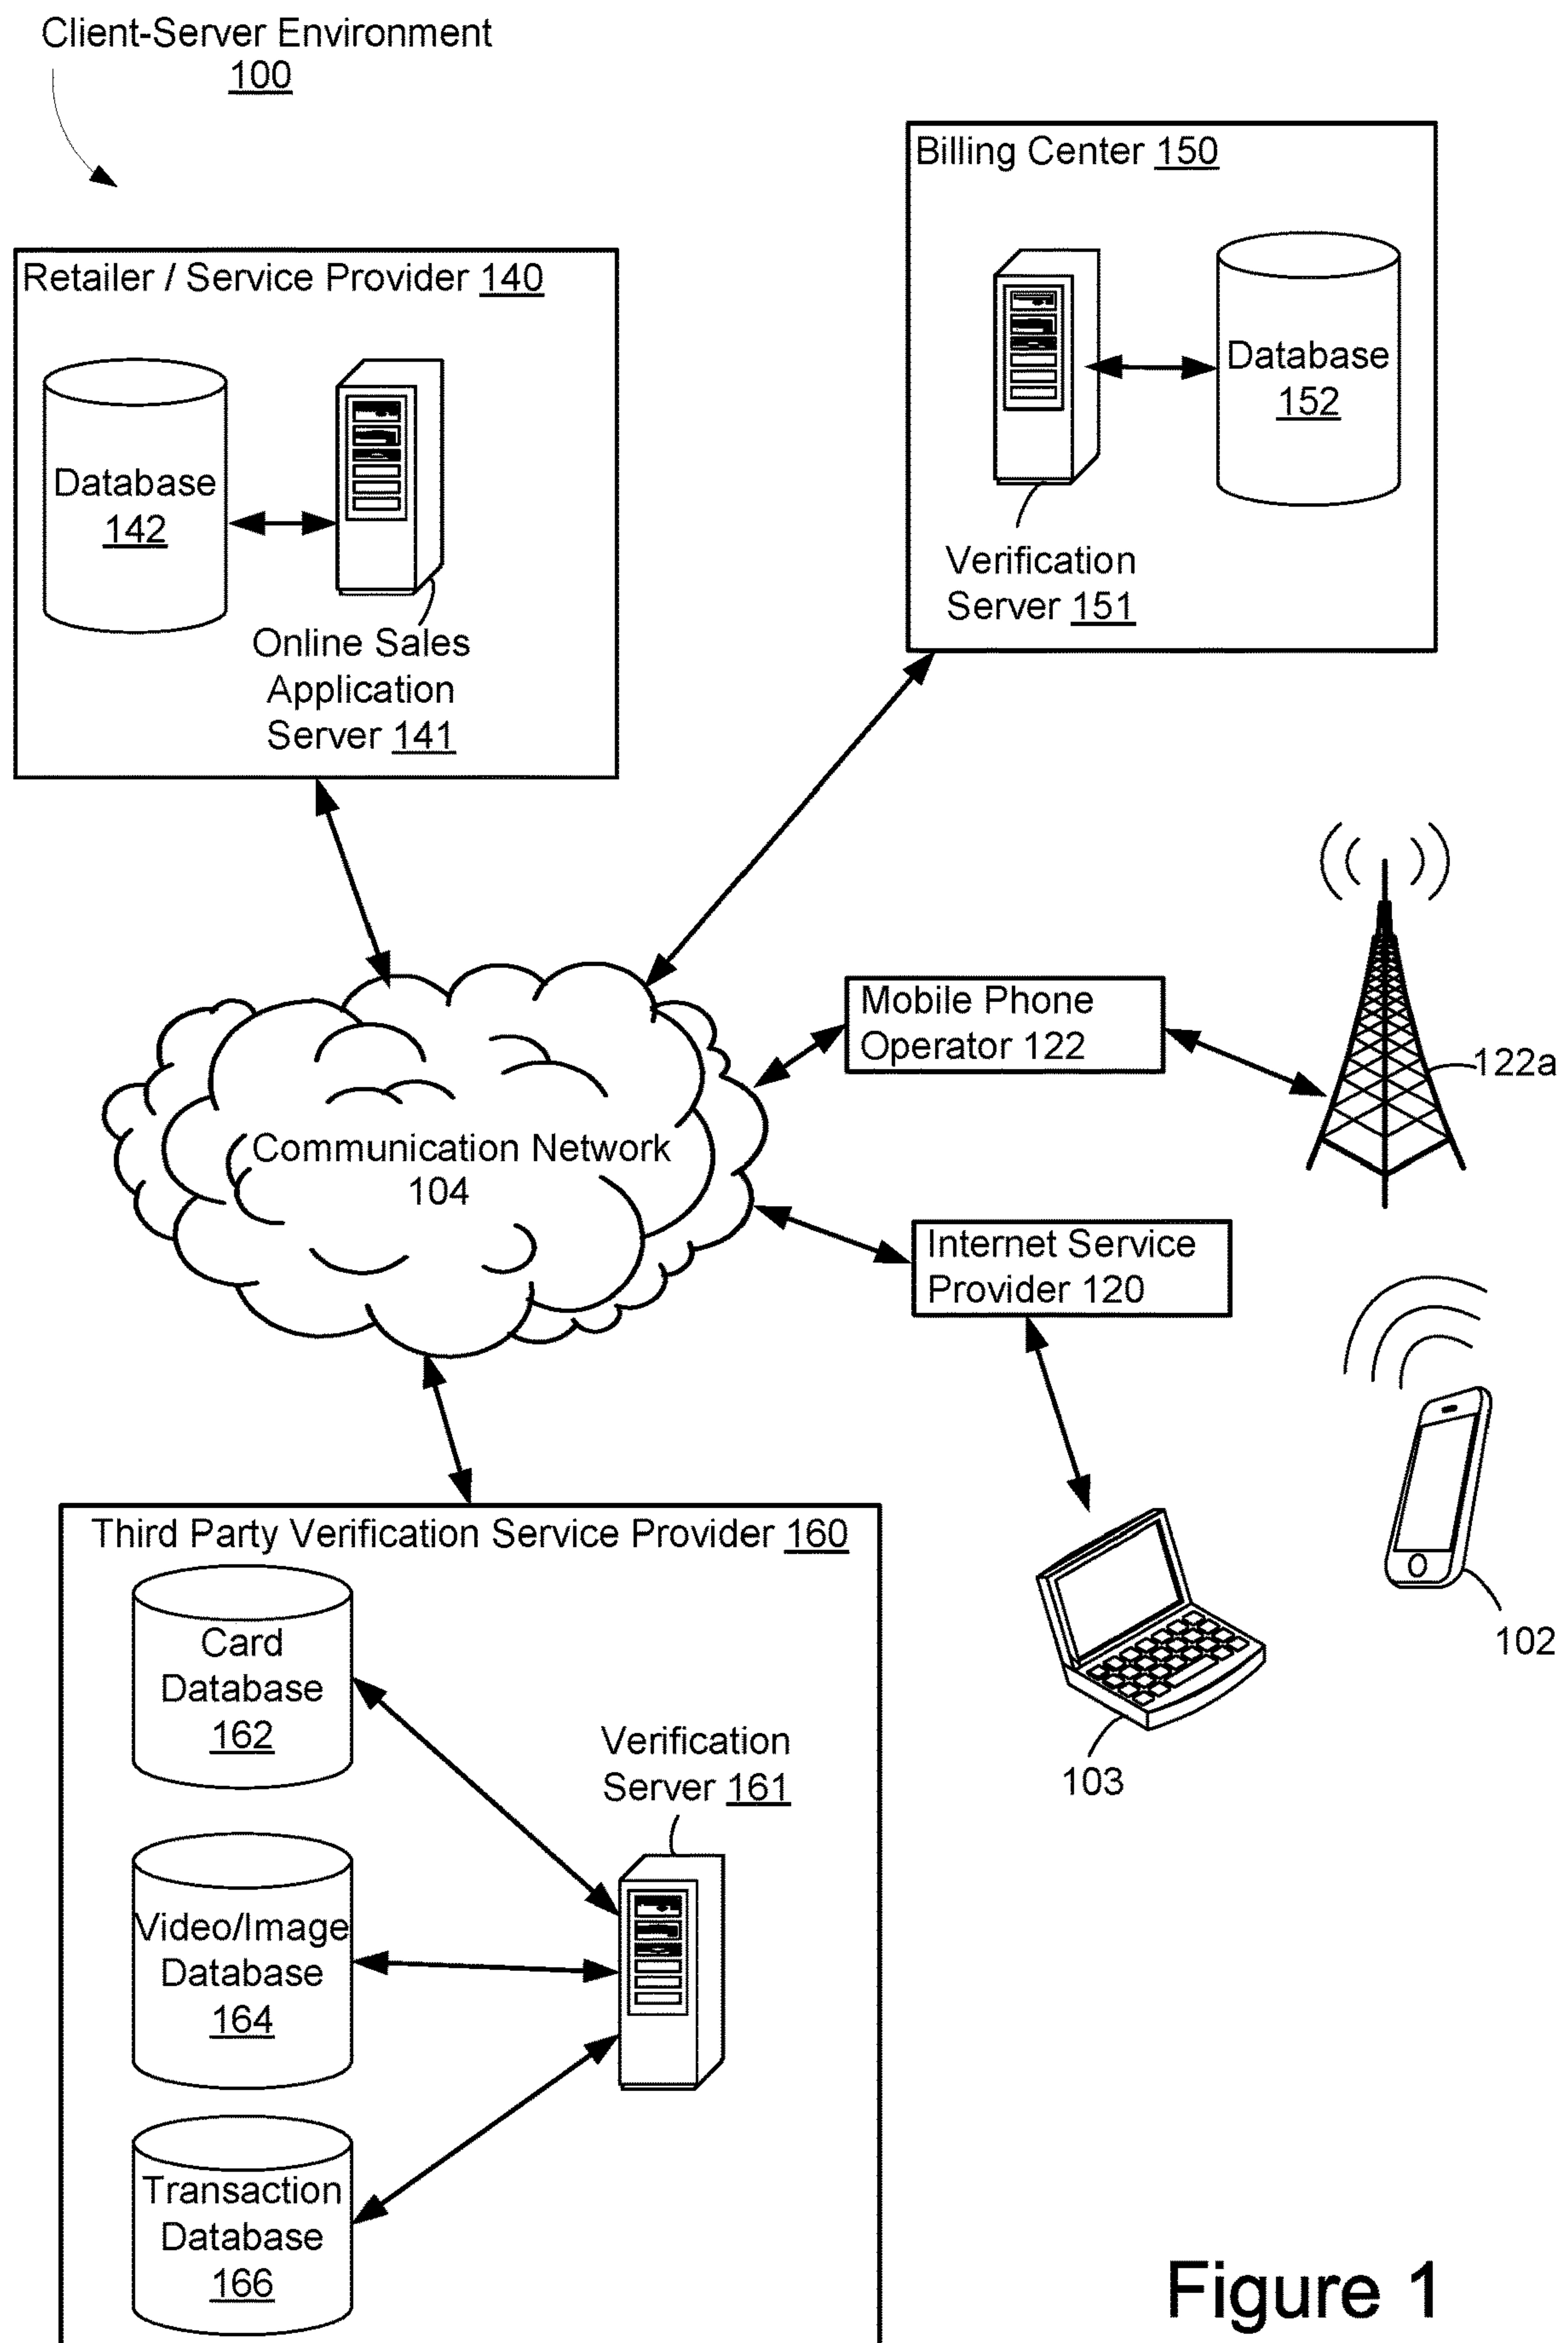 Client-Server Environment
100
Billing Center 150
Database
152
Verification
Server 151
Retailer / Service Provider 140
Database
142
Online Sales
Application
Server 141
Mobile Phone
Operator 122
122a
Communication Network
104
Internet Service
Provider 120
102
103
Third Party Verification Service Provider 160
Card
Database
162
Verification
Server 161
Video/Image
Database
164
Transaction
Database
166
Figure 1